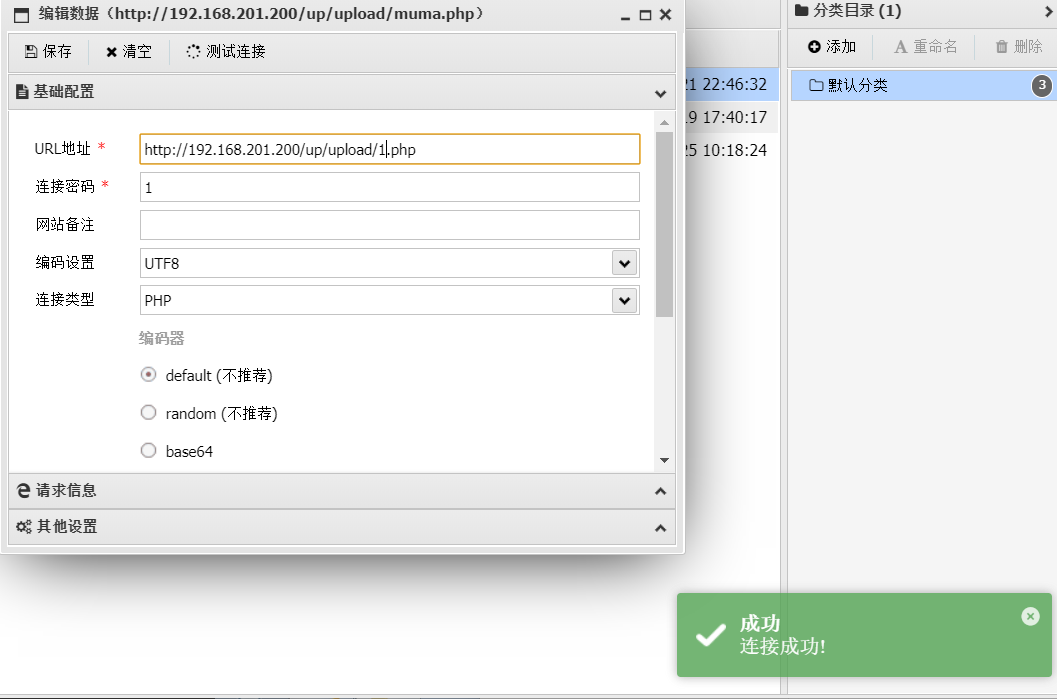 编辑数据（http://192.168.201.200/up/upload/muma.php）
保存 清空 测试连接
基础配置
URL地址 * http://192.168.201.200/up/upload/1.php
连接密码 * 1
网站备注
编码设置 UTF8
连接类型 PHP
编码器
default (不推荐)
random (不推荐)
base64
请求信息
其他设置
22:46:32
17:40:17
10:18:24
分类目录 (1)
添加 重命名 删除
默认分类 3
成功
连接成功!